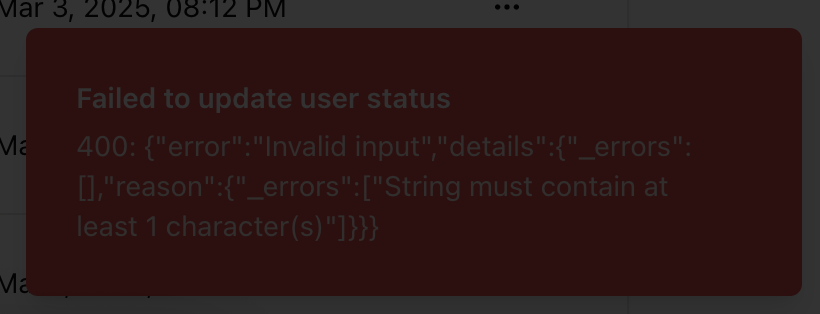 Mar 3, 2025, 08:12 PM
Failed to update user status
400: {"error":"Invalid input","details":{"_errors":
[],"reason":{"_errors":["String must contain at
least 1 character(s)"]}}}
Ma
Ma